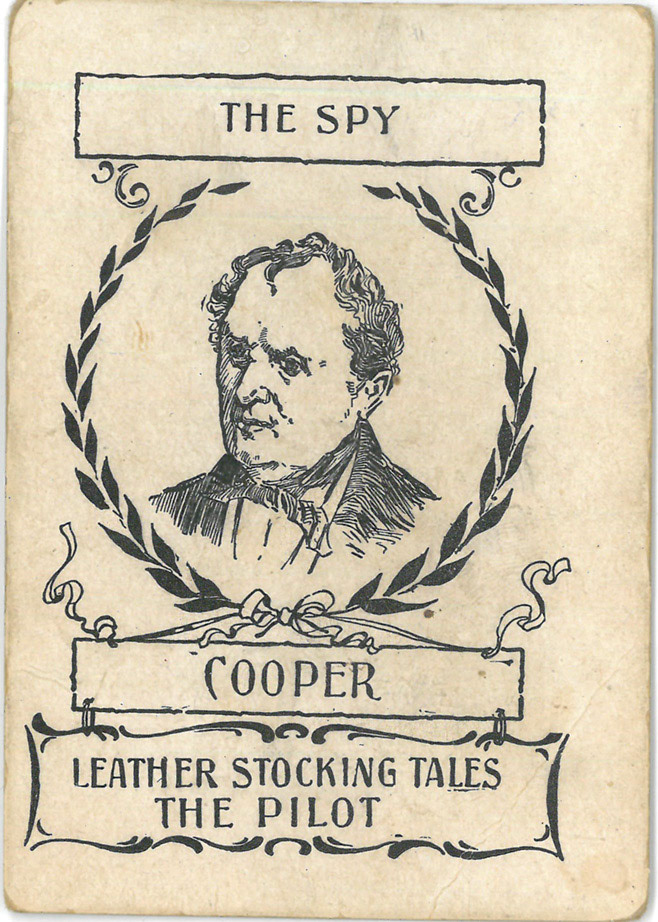 THE SPY
COOPER
LEATHER STOCKING TALES
THE PILOT